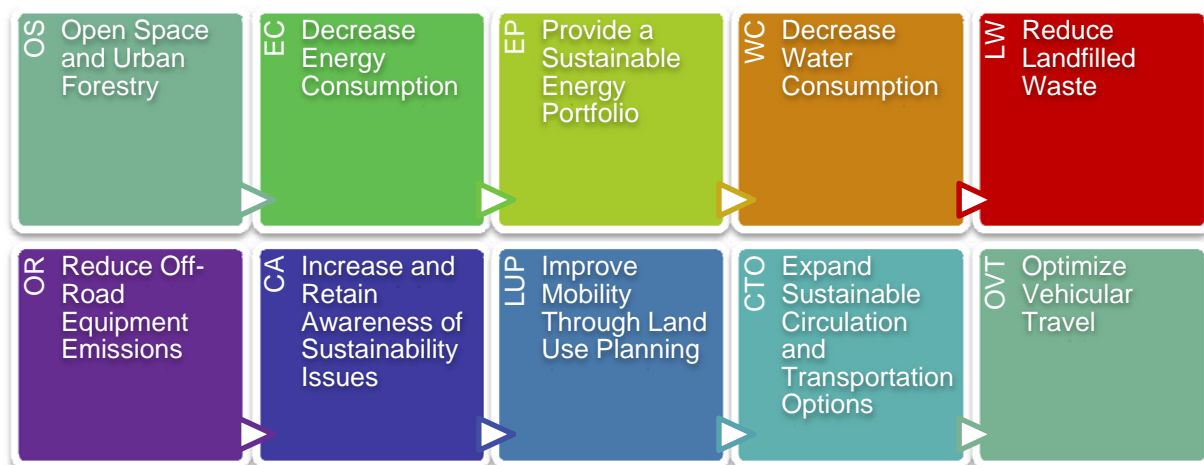 OS
Open Space
and Urban
Forestry
EC
Decrease
Energy
Consumption
EP
Provide a
Sustainable
Energy
Portfolio
WC
Decrease
Water
Consumption
LW
Reduce
Landfilled
Waste
OR
Reduce Off-
Road
Equipment
Emissions
CA
Increase and
Retain
Awareness of
Sustainability
Issues
LUP
Improve
Mobility
Through Land
Use Planning
CTO
Expand
Sustainable
Circulation
and
Transportation
Options
OVT
Optimize
Vehicular
Travel